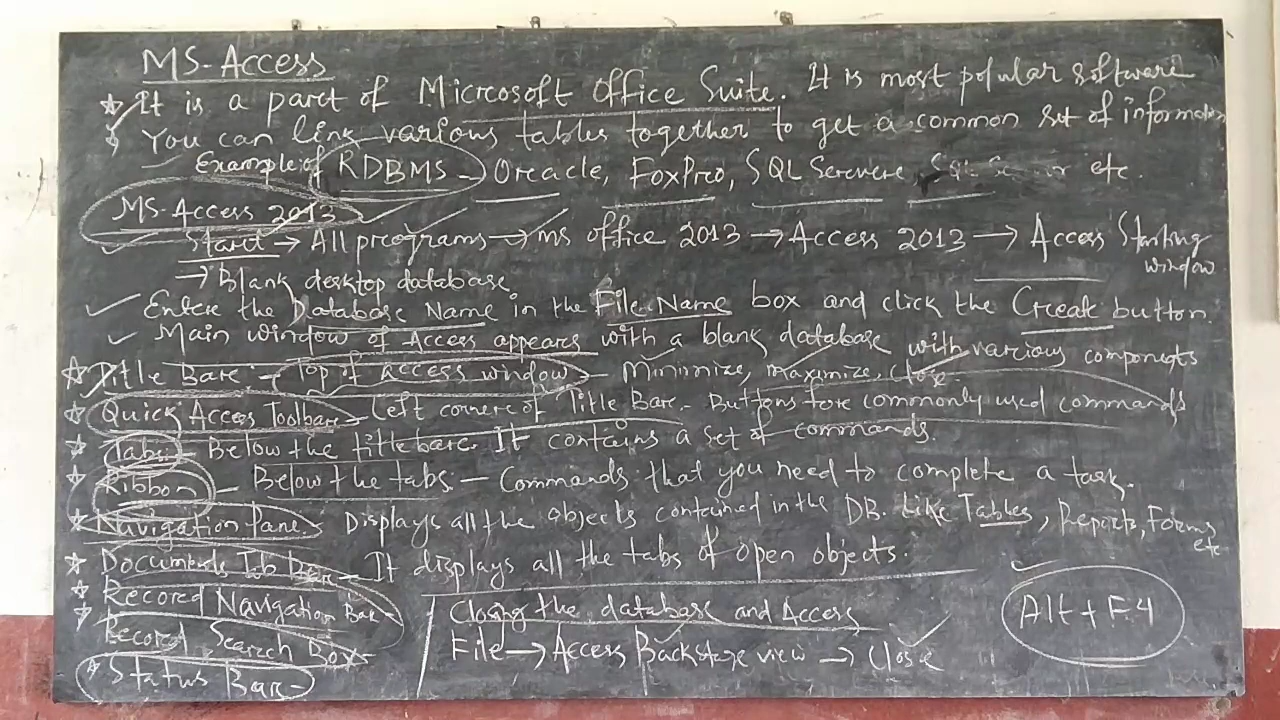 MS-Access
It is a part of Microsoft Office Suite. It is most popular software
You can link various tables together to get a common set of information
Example of RDBMS - Oracle, FoxPro, SQL Servere, etc.
MS-Access 2013
Start → All programs → ms office 2013 → Access 2013 → Access Starting window
→ Blank desktop database
Enter the Database Name in the File Name box and click the Creeat button.
Main window of Access appears with a blank database with various components
Title Bar - Top of access window - Minimize, Maximize, Close.
Quick Access Toolbar - Left corner of Title Bar - Buttons for commonly used commands
Tabs - Below the title bar. It contains a set of commands.
Ribbon - Below the tabs - Commands that you need to complete a task.
Navigation Pane Displays all the objects contained in the DB. Like Tables, Reports, Forms etc
Documents Tab Bar - It displays all the tabs of open objects.
Record Navigation Bar -
Record Search Box -
Status Bar -
Closing the database and Access
File → Access Backstage view → Close
Alt + F4